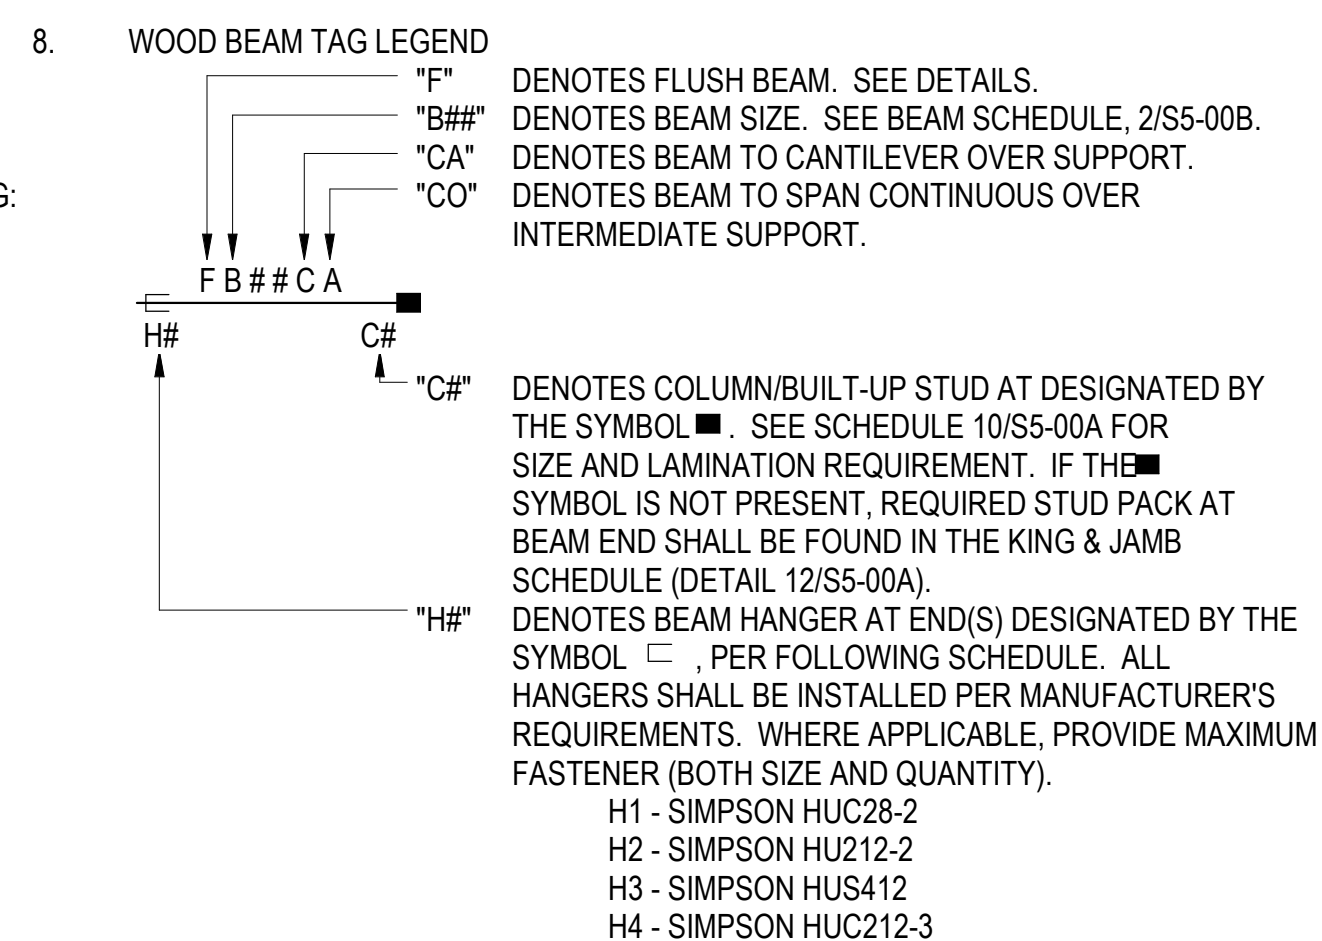 8. WOOD BEAM TAG LEGEND
"F" DENOTES FLUSH BEAM. SEE DETAILS.
"B##" DENOTES BEAM SIZE. SEE BEAM SCHEDULE, 2/S5-00B.
"CA" DENOTES BEAM TO CANTILEVER OVER SUPPORT.
G: "CO" DENOTES BEAM TO SPAN CONTINUOUS OVER
INTERMEDIATE SUPPORT.
F B # # C A
H# C#
"C#" DENOTES COLUMN/BUILT-UP STUD AT DESIGNATED BY
THE SYMBOL ■ . SEE SCHEDULE 10/S5-00A FOR
SIZE AND LAMINATION REQUIREMENT. IF THE ■
SYMBOL IS NOT PRESENT, REQUIRED STUD PACK AT
BEAM END SHALL BE FOUND IN THE KING & JAMB
SCHEDULE (DETAIL 12/S5-00A).
"H#" DENOTES BEAM HANGER AT END(S) DESIGNATED BY THE
SYMBOL , PER FOLLOWING SCHEDULE. ALL
HANGERS SHALL BE INSTALLED PER MANUFACTURER'S
REQUIREMENTS. WHERE APPLICABLE, PROVIDE MAXIMUM
FASTENER (BOTH SIZE AND QUANTITY).
H1 - SIMPSON HUC28-2
H2 - SIMPSON HU212-2
H3 - SIMPSON HUS412
H4 - SIMPSON HUC212-3